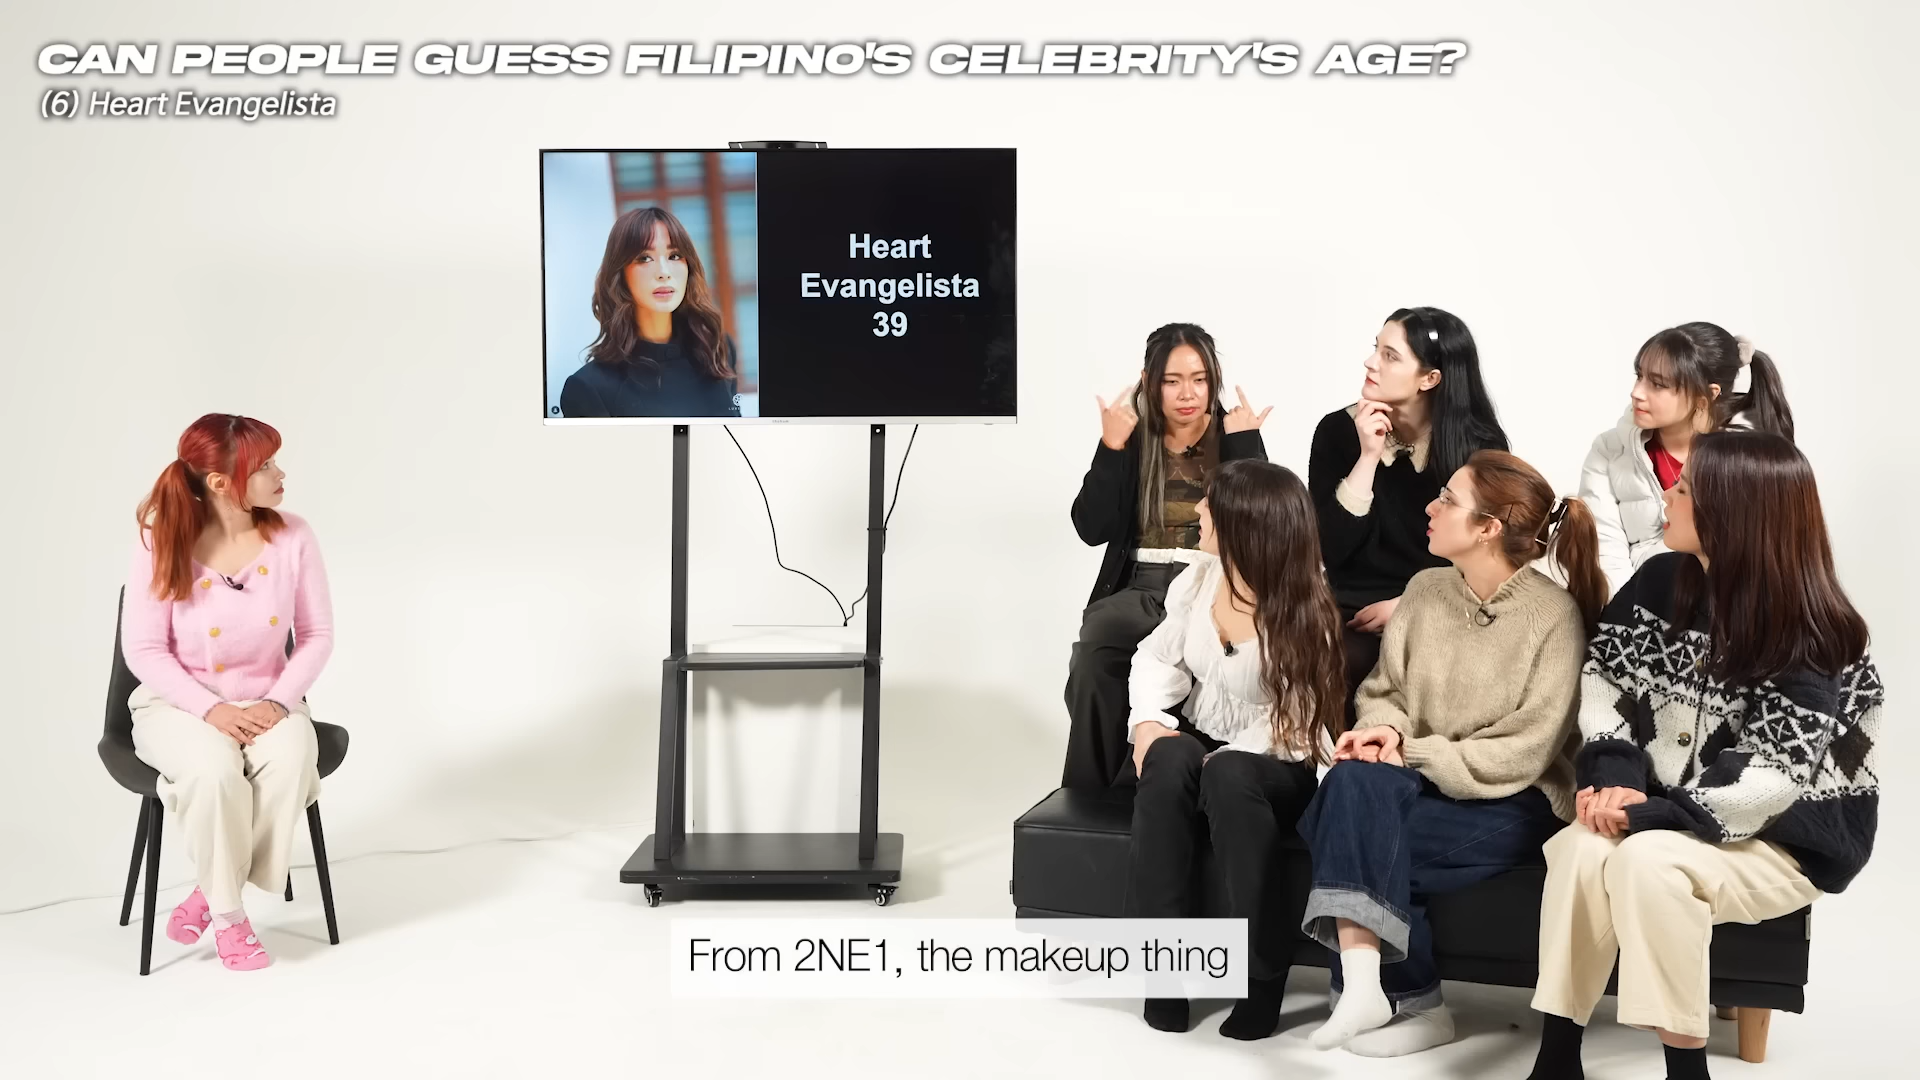 CAN PEOPLE GUESS FILIPINO'S CELEBRITY'S AGE?
(6) Heart Evangelista
Heart
Evangelista
39
From 2NE1, the makeup thing